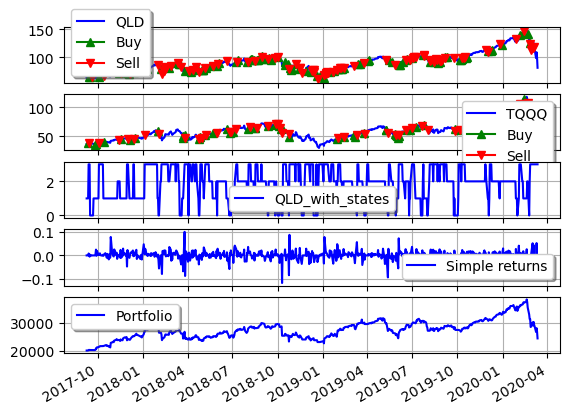 QLD
Buy
Sell
150
100
TQQQ
Buy
Sell
100
50
QLD_with_states
2
0
Simple returns
0.1
0.0
−0.1
Portfolio
30000
20000
2017-10
2018-01
2018-04
2018-07
2018-10
2019-01
2019-04
2019-07
2019-10
2020-01
2020-04